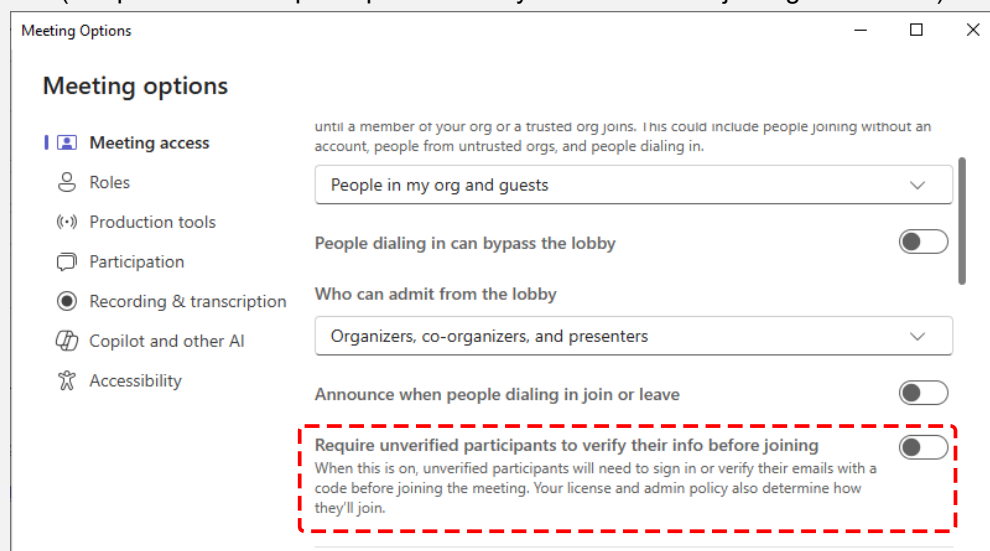 Meeting Options
Meeting options
Meeting access
Roles
Production tools
Participation
Recording & transcription
Copilot and other AI
Accessibility
until a member of your org or a trusted org joins. This could include people joining without an
account, people from untrusted orgs, and people dialing in.
People in my org and guests
People dialing in can bypass the lobby
Who can admit from the lobby
Organizers, co-organizers, and presenters
Announce when people dialing in join or leave
Require unverified participants to verify their info before joining
When this is on, unverified participants will need to sign in or verify their emails with a
code before joining the meeting. Your license and admin policy also determine how
they'll join.